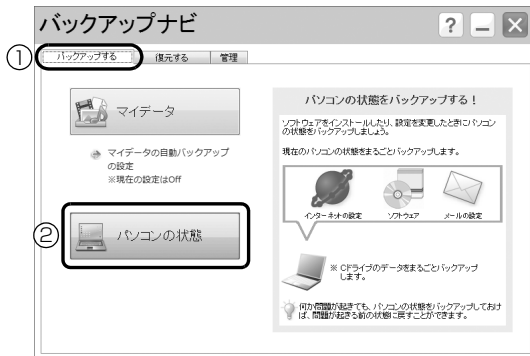 バックアップナビ
? – ×
① バックアップする 復元する 管理
マイデータ
マイデータの自動バックアップ
の設定
※現在の設定はOff
② パソコンの状態
パソコンの状態をバックアップする！
ソフトウェアをインストールしたり、設定を変更したときにパソコン
の状態をバックアップしましょう。
現在のパソコンの状態をまるごとバックアップします。
インターネットの設定 ソフトウェア メールの設定
※ Cドライブのデータをまるごとバックアップ
します。
何か問題が起きても、パソコンの状態をバックアップしておけ
ば、問題が起きる前の状態に戻すことができます。